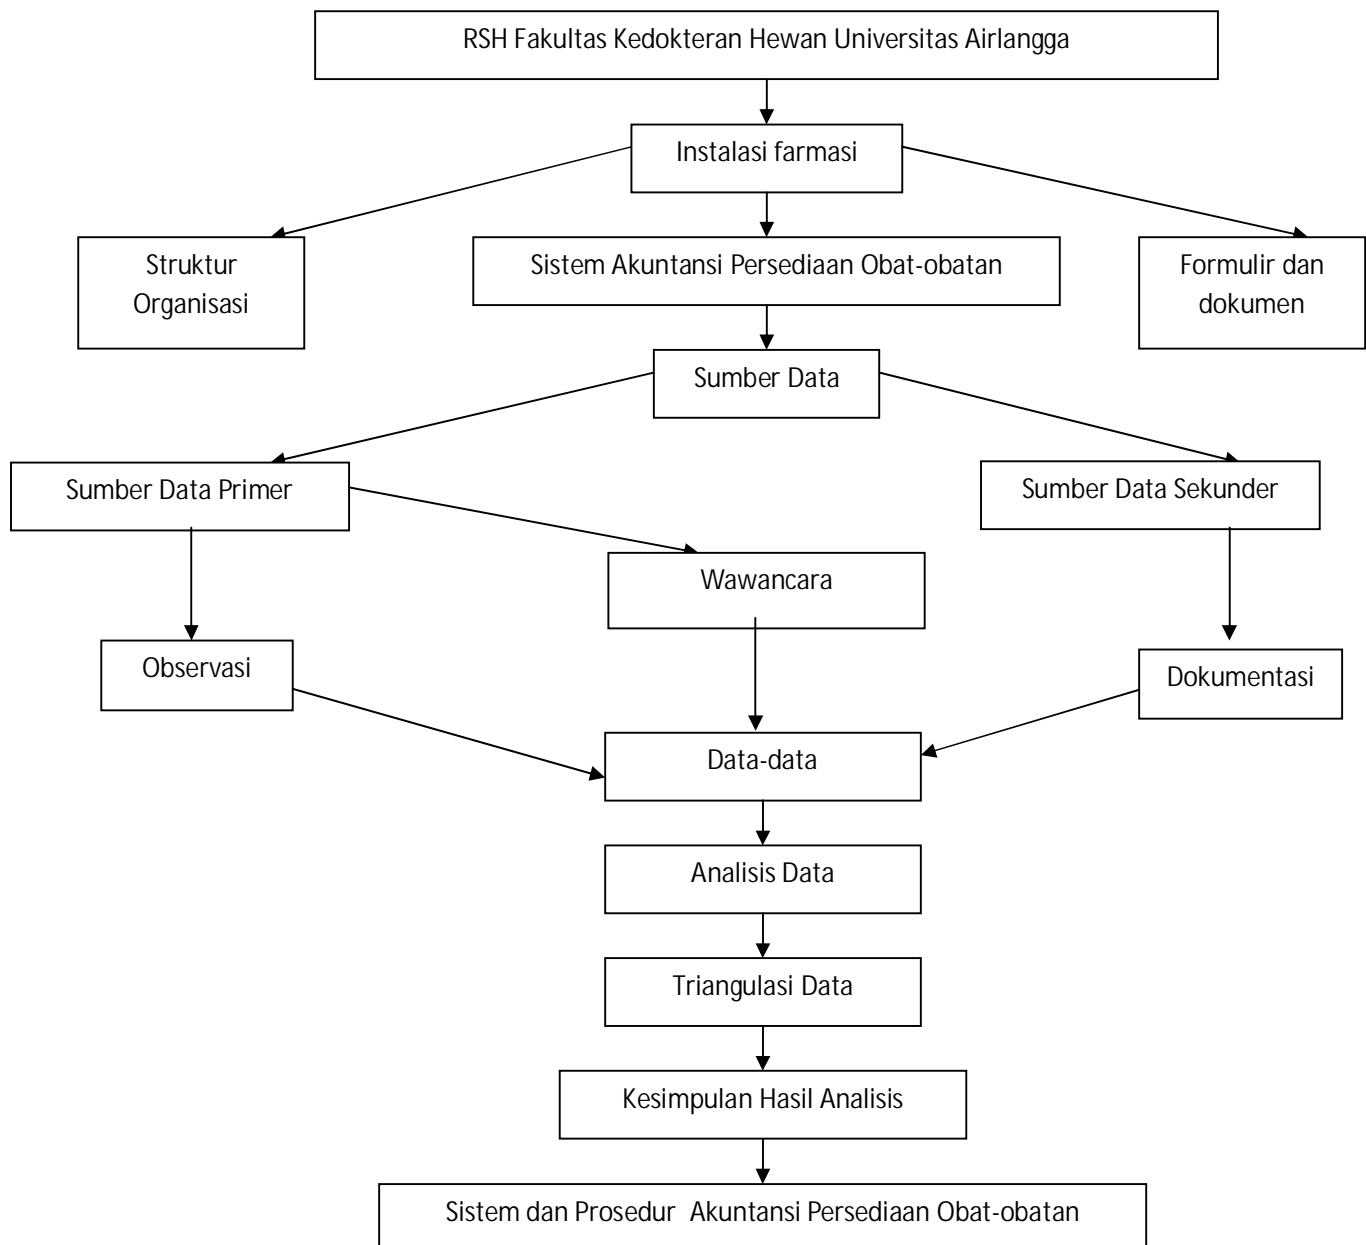 RSH Fakultas Kedokteran Hewan Universitas Airlangga
Instalasi farmasi
Struktur
Organisasi
Sistem Akuntansi Persediaan Obat-obatan
Formulir dan
dokumen
Sumber Data
Sumber Data Primer
Sumber Data Sekunder
Wawancara
Observasi
Dokumentasi
Data-data
Analisis Data
Triangulasi Data
Kesimpulan Hasil Analisis
Sistem dan Prosedur Akuntansi Persediaan Obat-obatan